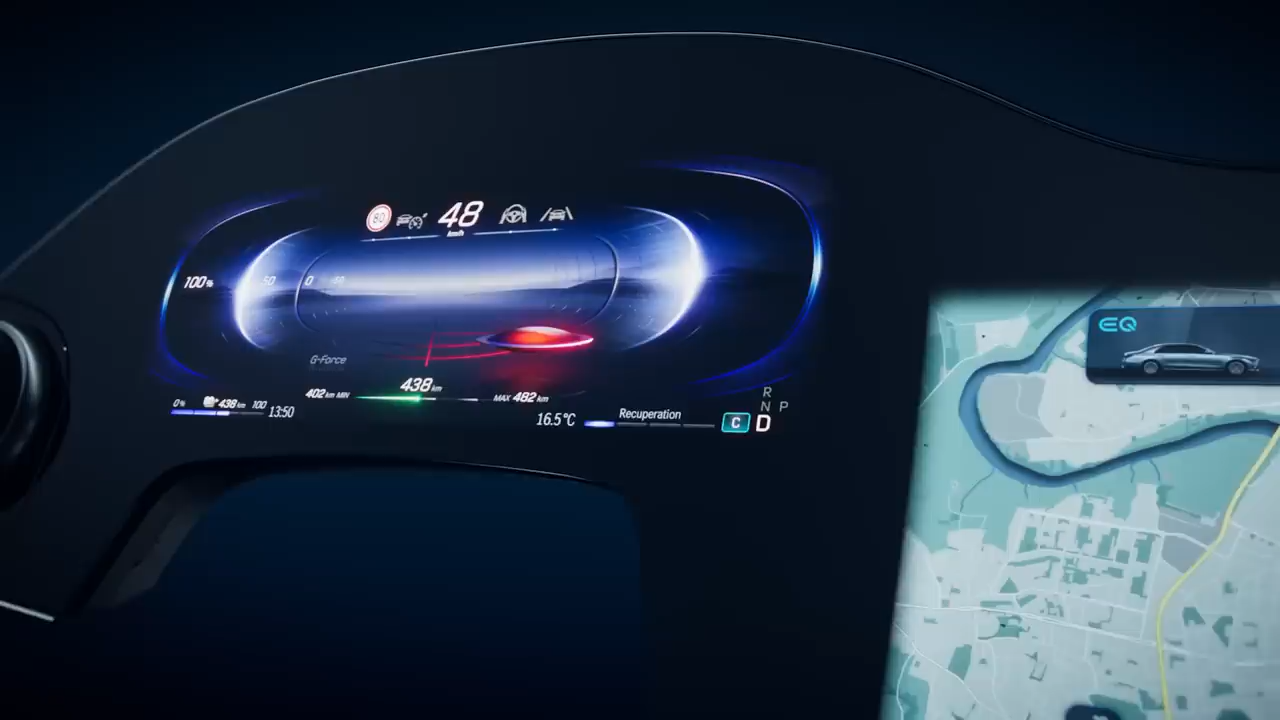 80 48
km/h
100% 50 0
G-Force
402 km MIN 438 km MAX 482 km
0% 438 km 100 13:50
16.5°C Recuperation C
R
N P
D
EQ